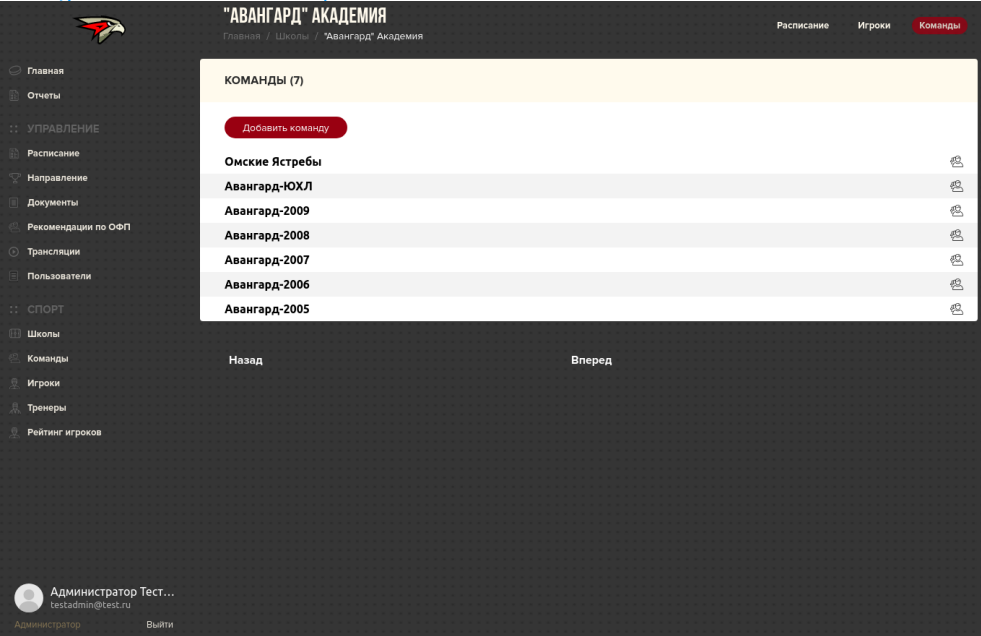 "АВАНГАРД" АКАДЕМИЯ
Главная / Школы / "Авангард" Академия
Расписание
Игроки
Команды
Главная
Отчеты
УПРАВЛЕНИЕ
Расписание
Направление
Документы
Рекомендации по ОФП
Трансляции
Пользователи
СПОРТ
Школы
Команды
Игроки
Тренеры
Рейтинг игроков
КОМАНДЫ (7)
Добавить команду
Омские Ястребы
Авангард-ЮХЛ
Авангард-2009
Авангард-2008
Авангард-2007
Авангард-2006
Авангард-2005
Назад
Вперед
Администратор Тест...
testadmin@test.ru
Администратор
Выйти